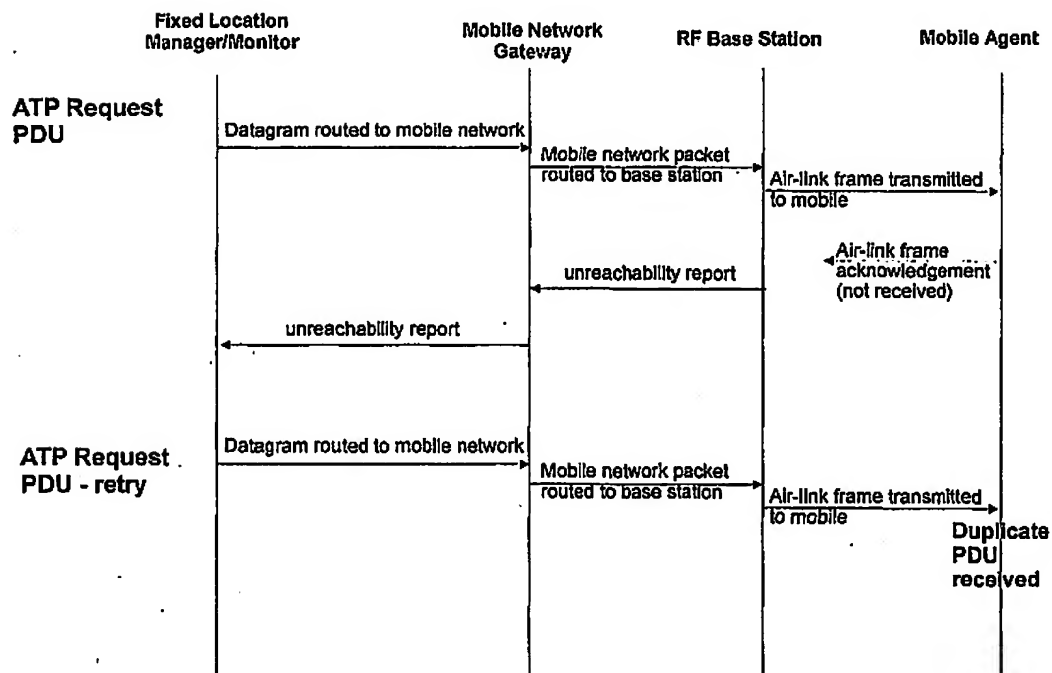 Fixed Location
Manager/Monitor
Mobile Network
Gateway
RF Base Station
Mobile Agent
ATP Request
PDU
Datagram routed to mobile network
Mobile network packet
routed to base station
Air-link frame transmitted
to mobile
Air-link frame
acknowledgement
(not received)
unreachability report
unreachability report
ATP Request
PDU - retry
Datagram routed to mobile network
Mobile network packet
routed to base station
Air-link frame transmitted
to mobile
Duplicate
PDU
received